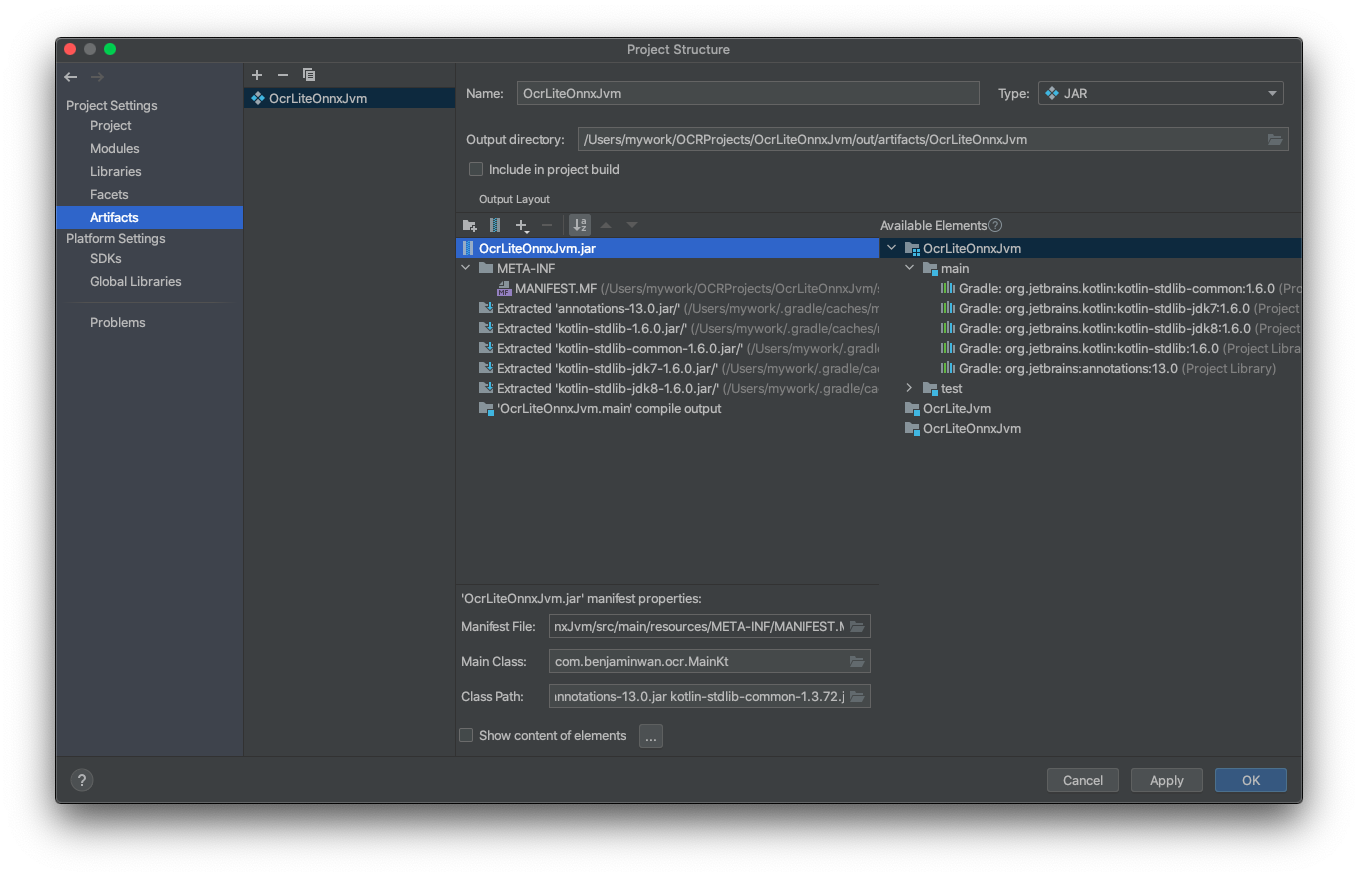 Project Structure
Project Settings
Project
Modules
Libraries
Facets
Artifacts
Platform Settings
SDKs
Global Libraries
Problems
OcrLiteOnnxJvm
Name: OcrLiteOnnxJvm Type: JAR
Output directory: /Users/mywork/OCRProjects/OcrLiteOnnxJvm/out/artifacts/OcrLiteOnnxJvm
Include in project build
Output Layout
OcrLiteOnnxJvm.jar
META-INF
MANIFEST.MF (/Users/mywork/OCRProjects/OcrLiteOnnxJvm/
Extracted 'annotations-13.0.jar/' (/Users/mywork/.gradle/caches/
Extracted 'kotlin-stdlib-1.6.0.jar/' (/Users/mywork/.gradle/caches/
Extracted 'kotlin-stdlib-common-1.6.0.jar/' (/Users/mywork/.gradl
Extracted 'kotlin-stdlib-jdk7-1.6.0.jar/' (/Users/mywork/.gradle/ca
Extracted 'kotlin-stdlib-jdk8-1.6.0.jar/' (/Users/mywork/.gradle/ca
'OcrLiteOnnxJvm.main' compile output
Available Elements ?
OcrLiteOnnxJvm
main
Gradle: org.jetbrains.kotlin:kotlin-stdlib-common:1.6.0 (Pro
Gradle: org.jetbrains.kotlin:kotlin-stdlib-jdk7:1.6.0 (Project
Gradle: org.jetbrains.kotlin:kotlin-stdlib-jdk8:1.6.0 (Project
Gradle: org.jetbrains.kotlin:kotlin-stdlib:1.6.0 (Project Libra
Gradle: org.jetbrains:annotations:13.0 (Project Library)
test
OcrLiteJvm
OcrLiteOnnxJvm
'OcrLiteOnnxJvm.jar' manifest properties:
Manifest File: nxJvm/src/main/resources/META-INF/MANIFEST.M
Main Class: com.benjaminwan.ocr.MainKt
Class Path: nnotations-13.0.jar kotlin-stdlib-common-1.3.72.j
Show content of elements ...
? Cancel Apply OK